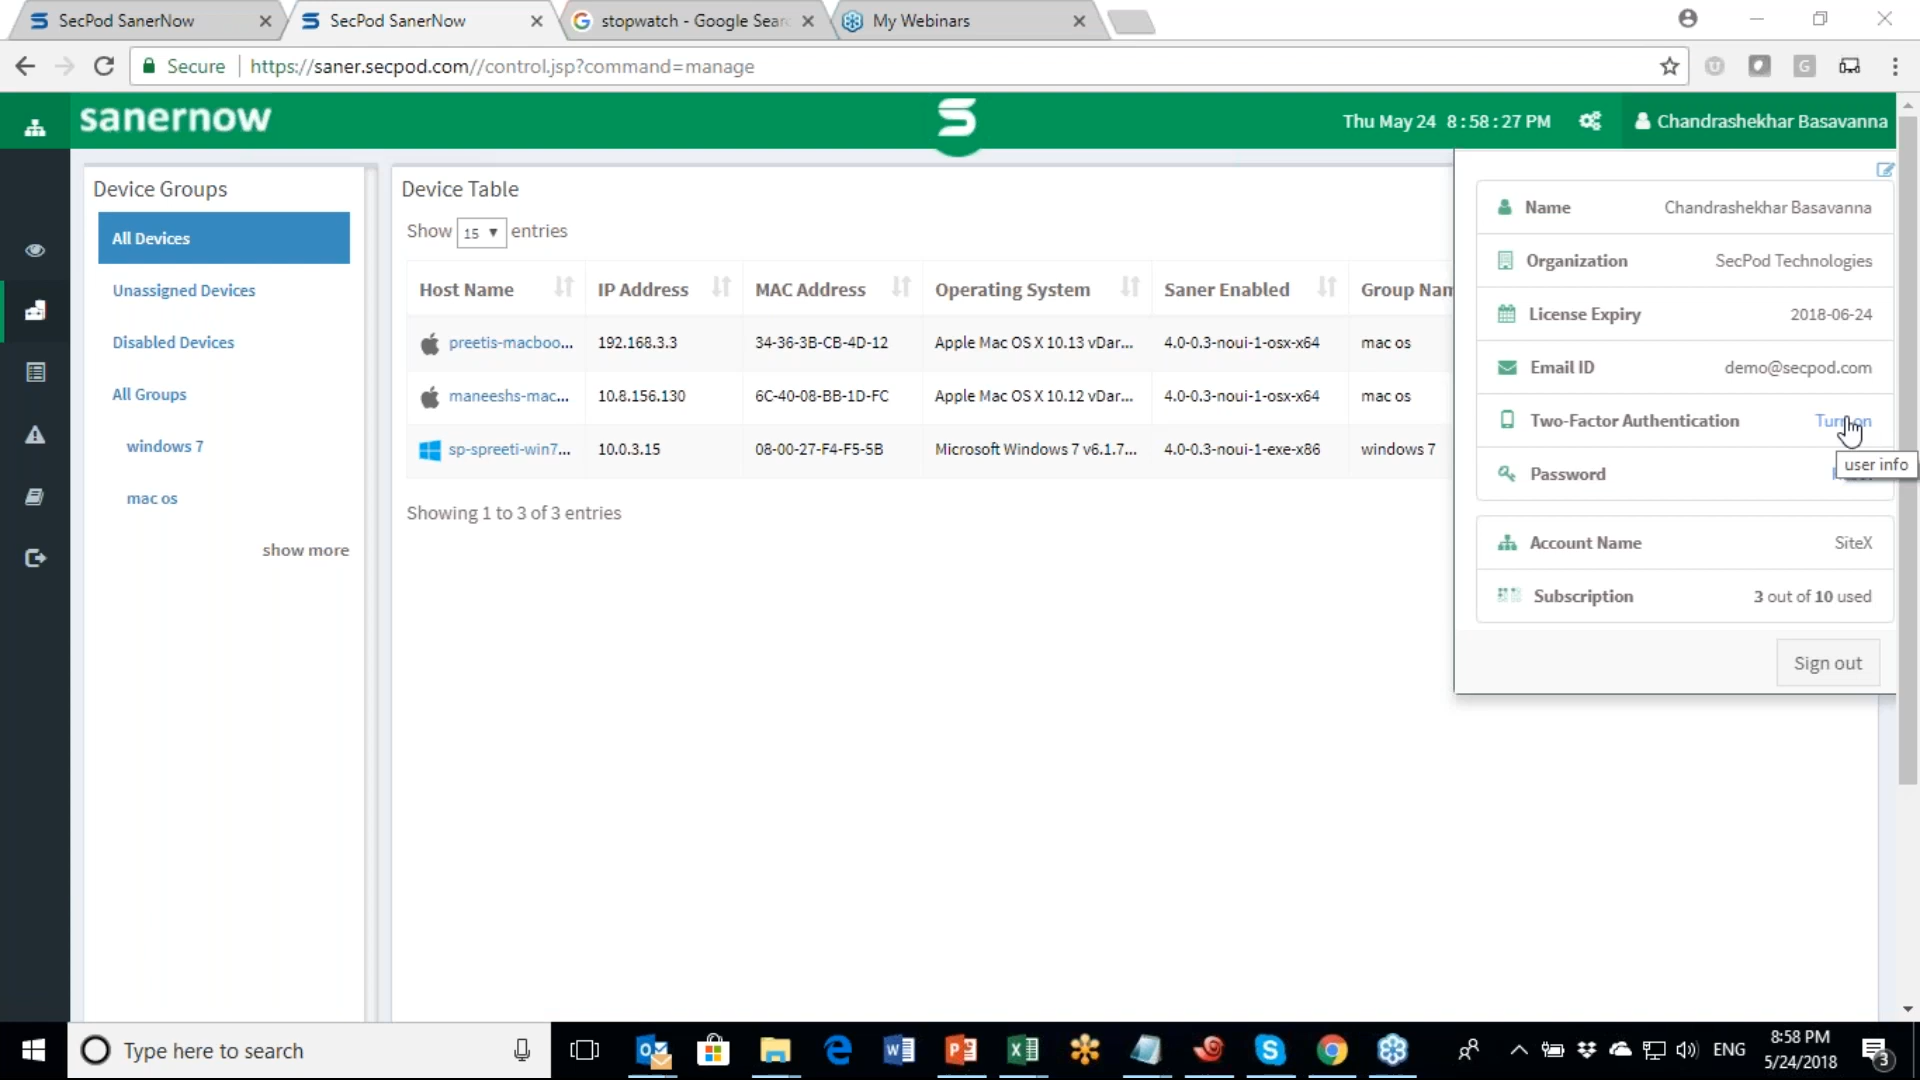 SecPod SanerNow
SecPod SanerNow
stopwatch - Google Sear
My Webinars
Secure
https://saner.secpod.com//control.jsp?command=manage
sanernow
Thu May 24 8:58:27 PM
Chandrashekhar Basavanna
Device Groups
All Devices
Unassigned Devices
Disabled Devices
All Groups
windows 7
mac os
show more
Device Table
Show 15 entries
Host Name IP Address MAC Address Operating System Saner Enabled Group Nam
preetis-macboo... 192.168.3.3 34-36-3B-CB-4D-12 Apple Mac OS X 10.13 vDar... 4.0-0.3-noui-1-osx-x64 mac os
maneeshs-mac... 10.8.156.130 6C-40-08-BB-1D-FC Apple Mac OS X 10.12 vDar... 4.0-0.3-noui-1-osx-x64 mac os
sp-spreeti-win7... 10.0.3.15 08-00-27-F4-F5-5B Microsoft Windows 7 v6.1.7... 4.0-0.3-noui-1-exe-x86 windows 7
Showing 1 to 3 of 3 entries
Name Chandrashekhar Basavanna
Organization SecPod Technologies
License Expiry 2018-06-24
Email ID demo@secpod.com
Two-Factor Authentication Turn on
user info
Password
Account Name SiteX
Subscription 3 out of 10 used
Sign out
Type here to search
ENG
8:58 PM
5/24/2018
3